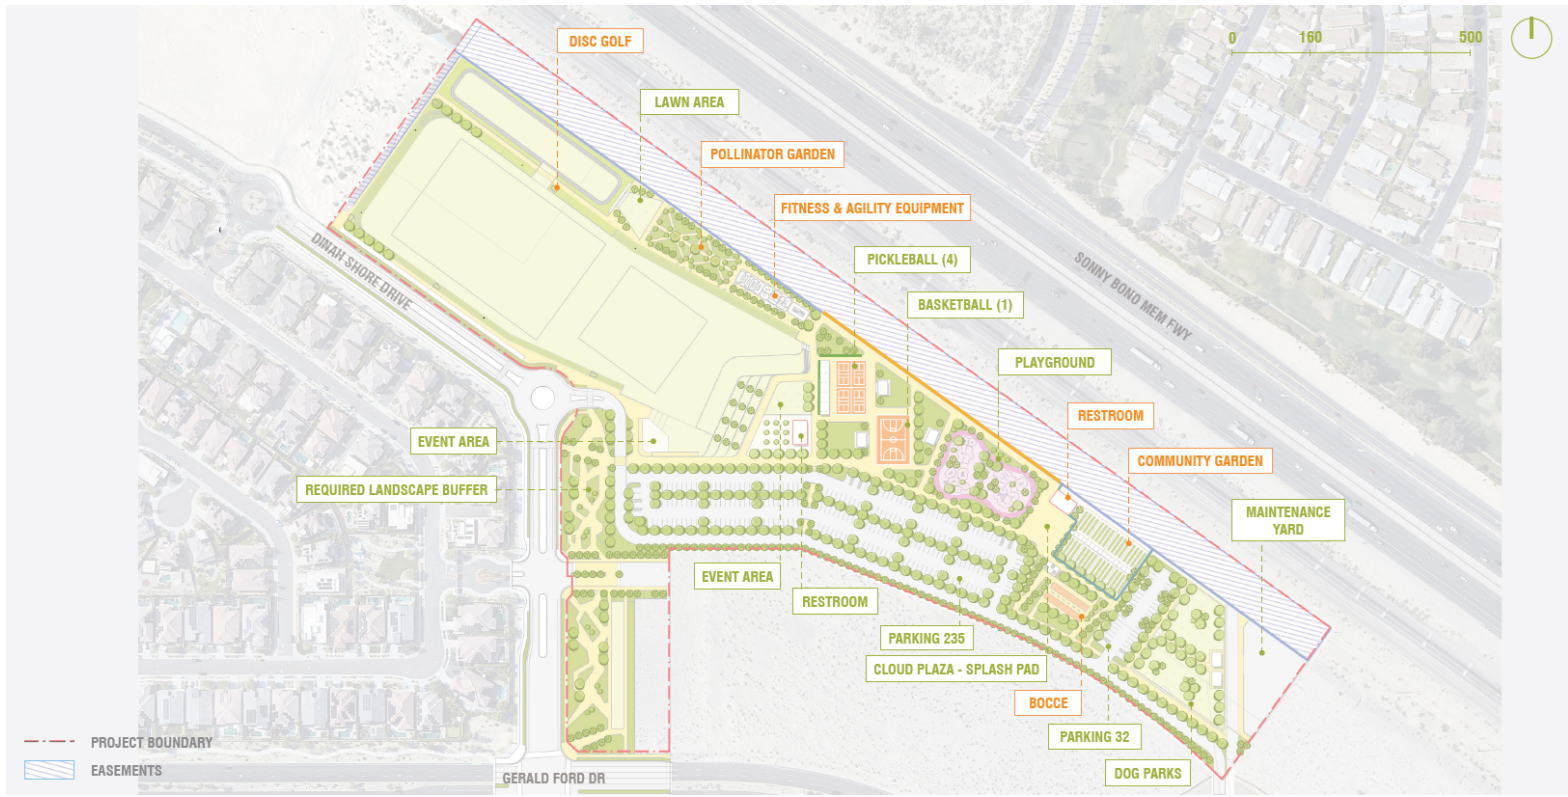 DISC GOLF
0 160 500
LAWN AREA
POLLINATOR GARDEN
FITNESS & AGILITY EQUIPMENT
DINAH SHORE DRIVE
SONNY BONO MEM FWY
PICKLEBALL (4)
BASKETBALL (1)
PLAYGROUND
RESTROOM
EVENT AREA
COMMUNITY GARDEN
REQUIRED LANDSCAPE BUFFER
MAINTENANCE
YARD
EVENT AREA
RESTROOM
PARKING 235
CLOUD PLAZA - SPLASH PAD
BOCCE
PARKING 32
DOG PARKS
PROJECT BOUNDARY
EASEMENTS
GERALD FORD DR